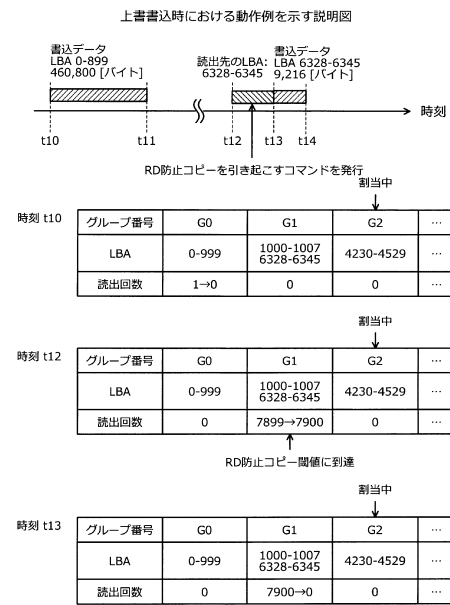 上書書込時における動作例を示す説明図
書込データ
LBA 0-899
460,800 [バイト]
読出先のLBA:
6328-6345
書込データ
LBA 6328-6345
9,216 [バイト]
時刻
t10
t11
t12
t13
t14
RD防止コピーを引き起こすコマンドを発行
割当中
時刻 t10
グループ番号 G0 G1 G2 …
LBA 0-999 1000-1007 6328-6345 4230-4529 …
読出回数 1→0 0 0 …
割当中
時刻 t12
グループ番号 G0 G1 G2 …
LBA 0-999 1000-1007 6328-6345 4230-4529 …
読出回数 0 7899→7900 0 …
RD防止コピー閾値に到達
割当中
時刻 t13
グループ番号 G0 G1 G2 …
LBA 0-999 1000-1007 6328-6345 4230-4529 …
読出回数 0 7900→0 0 …